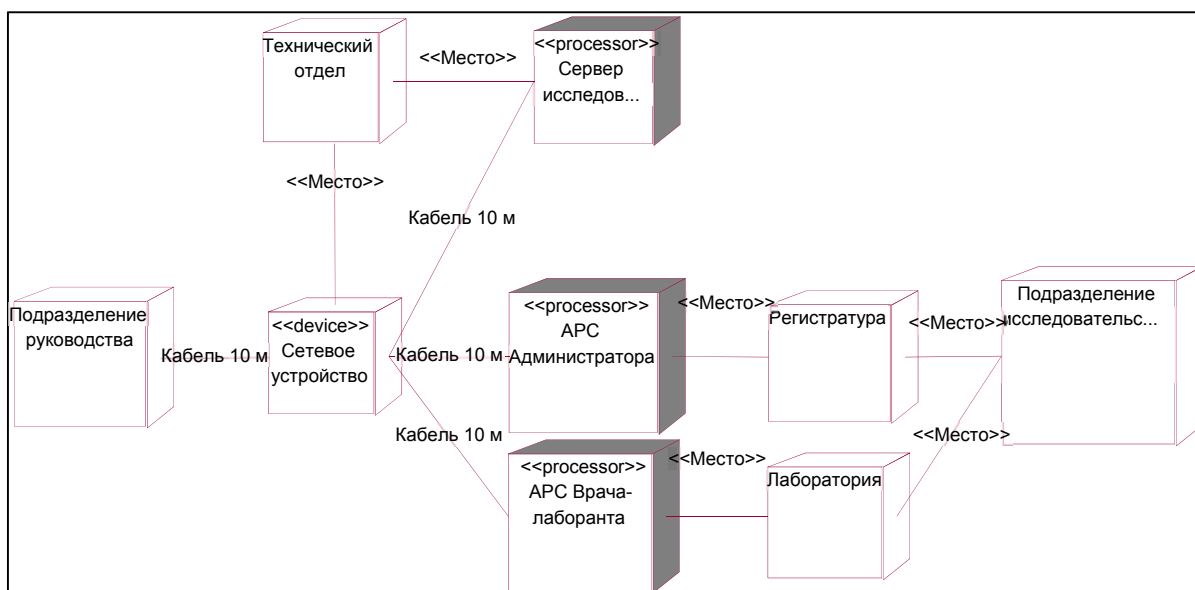 Технический
отдел
<<Место>>
<<processor>>
Сервер
исследов...
<<Место>>
Кабель 10 м
Подразделение
руководства
Кабель 10 м
<<device>>
Сетевое
устройство
Кабель 10 м
<<processor>>
АРС
Администратора
<<Место>>
Регистратура
<<Место>>
Подразделение
исследовательс...
Кабель 10 м
<<processor>>
АРС Врача-
лаборанта
<<Место>>
Лаборатория
<<Место>>